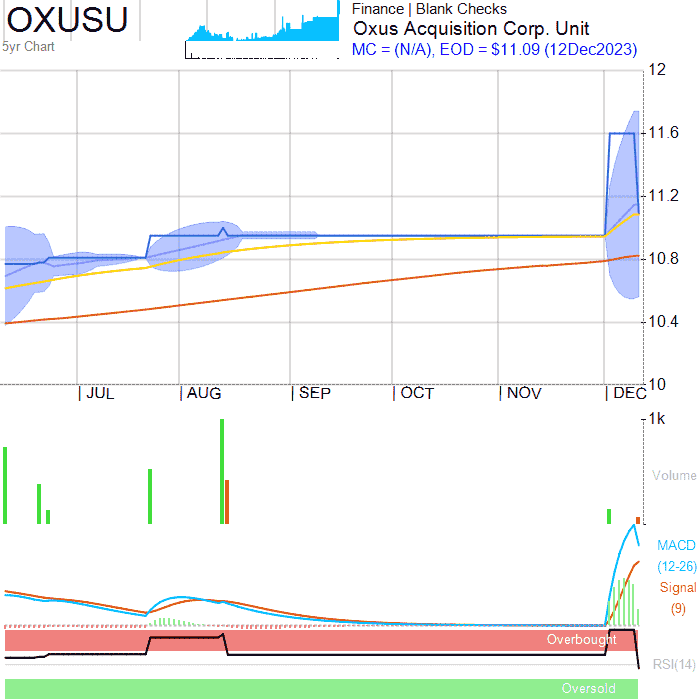 OXUSU
5yr Chart
Finance | Blank Checks
Oxus Acquisition Corp. Unit
MC = (N/A), EOD = $11.09 (12Dec2023)
12
11.6
11.2
10.8
10.4
10
| JUL | AUG | SEP | OCT | NOV | DEC
1k
Volume
MACD
(12-26)
Signal
(9)
Overbought
RSI(14)
Oversold